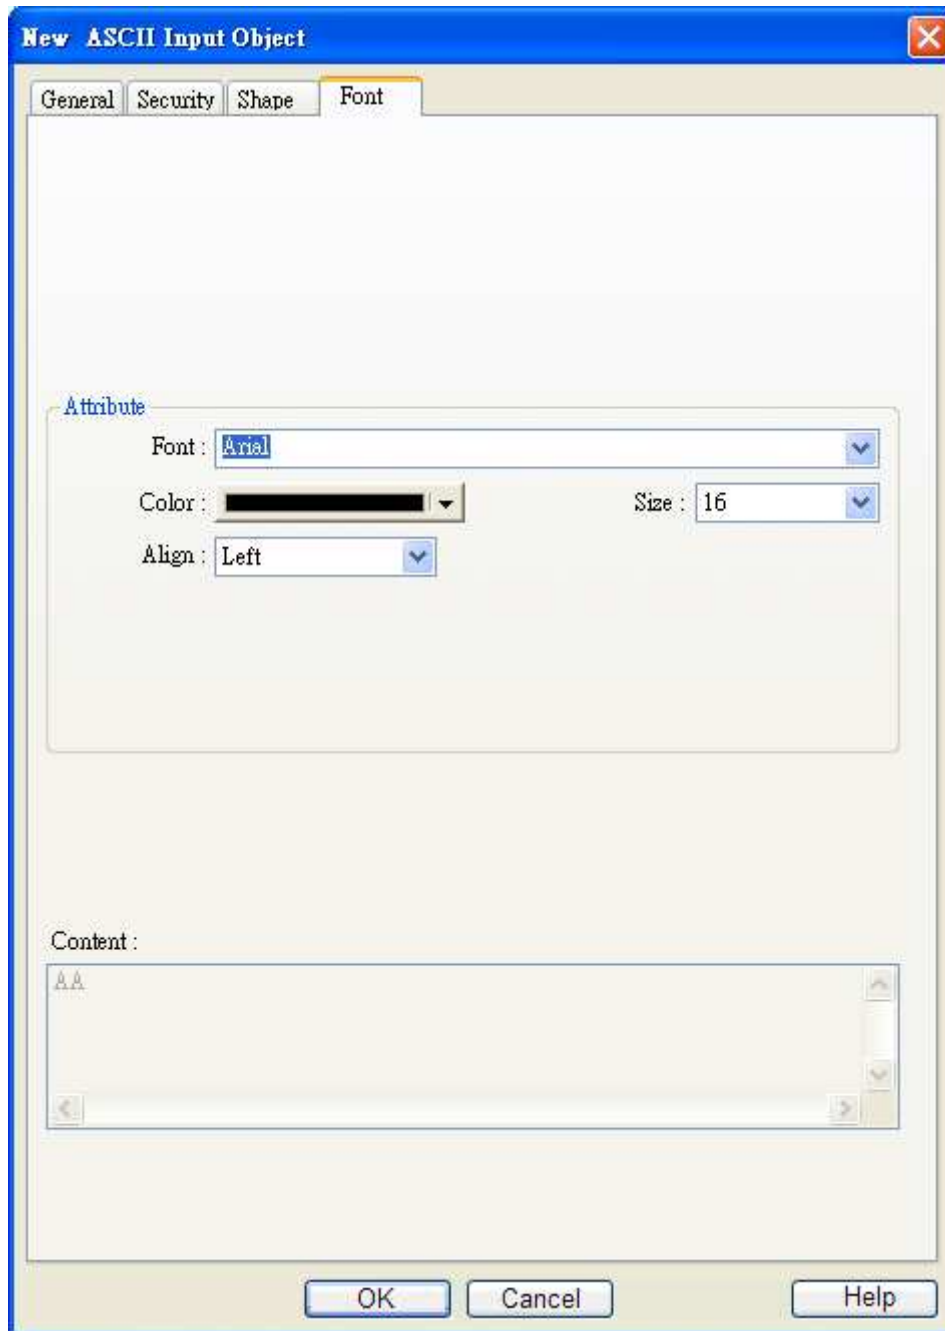 New ASCII Input Object
General Security Shape Font
Attribute
Font : Arial
Color : Size : 16
Align : Left
Content :
AA
OK Cancel Help